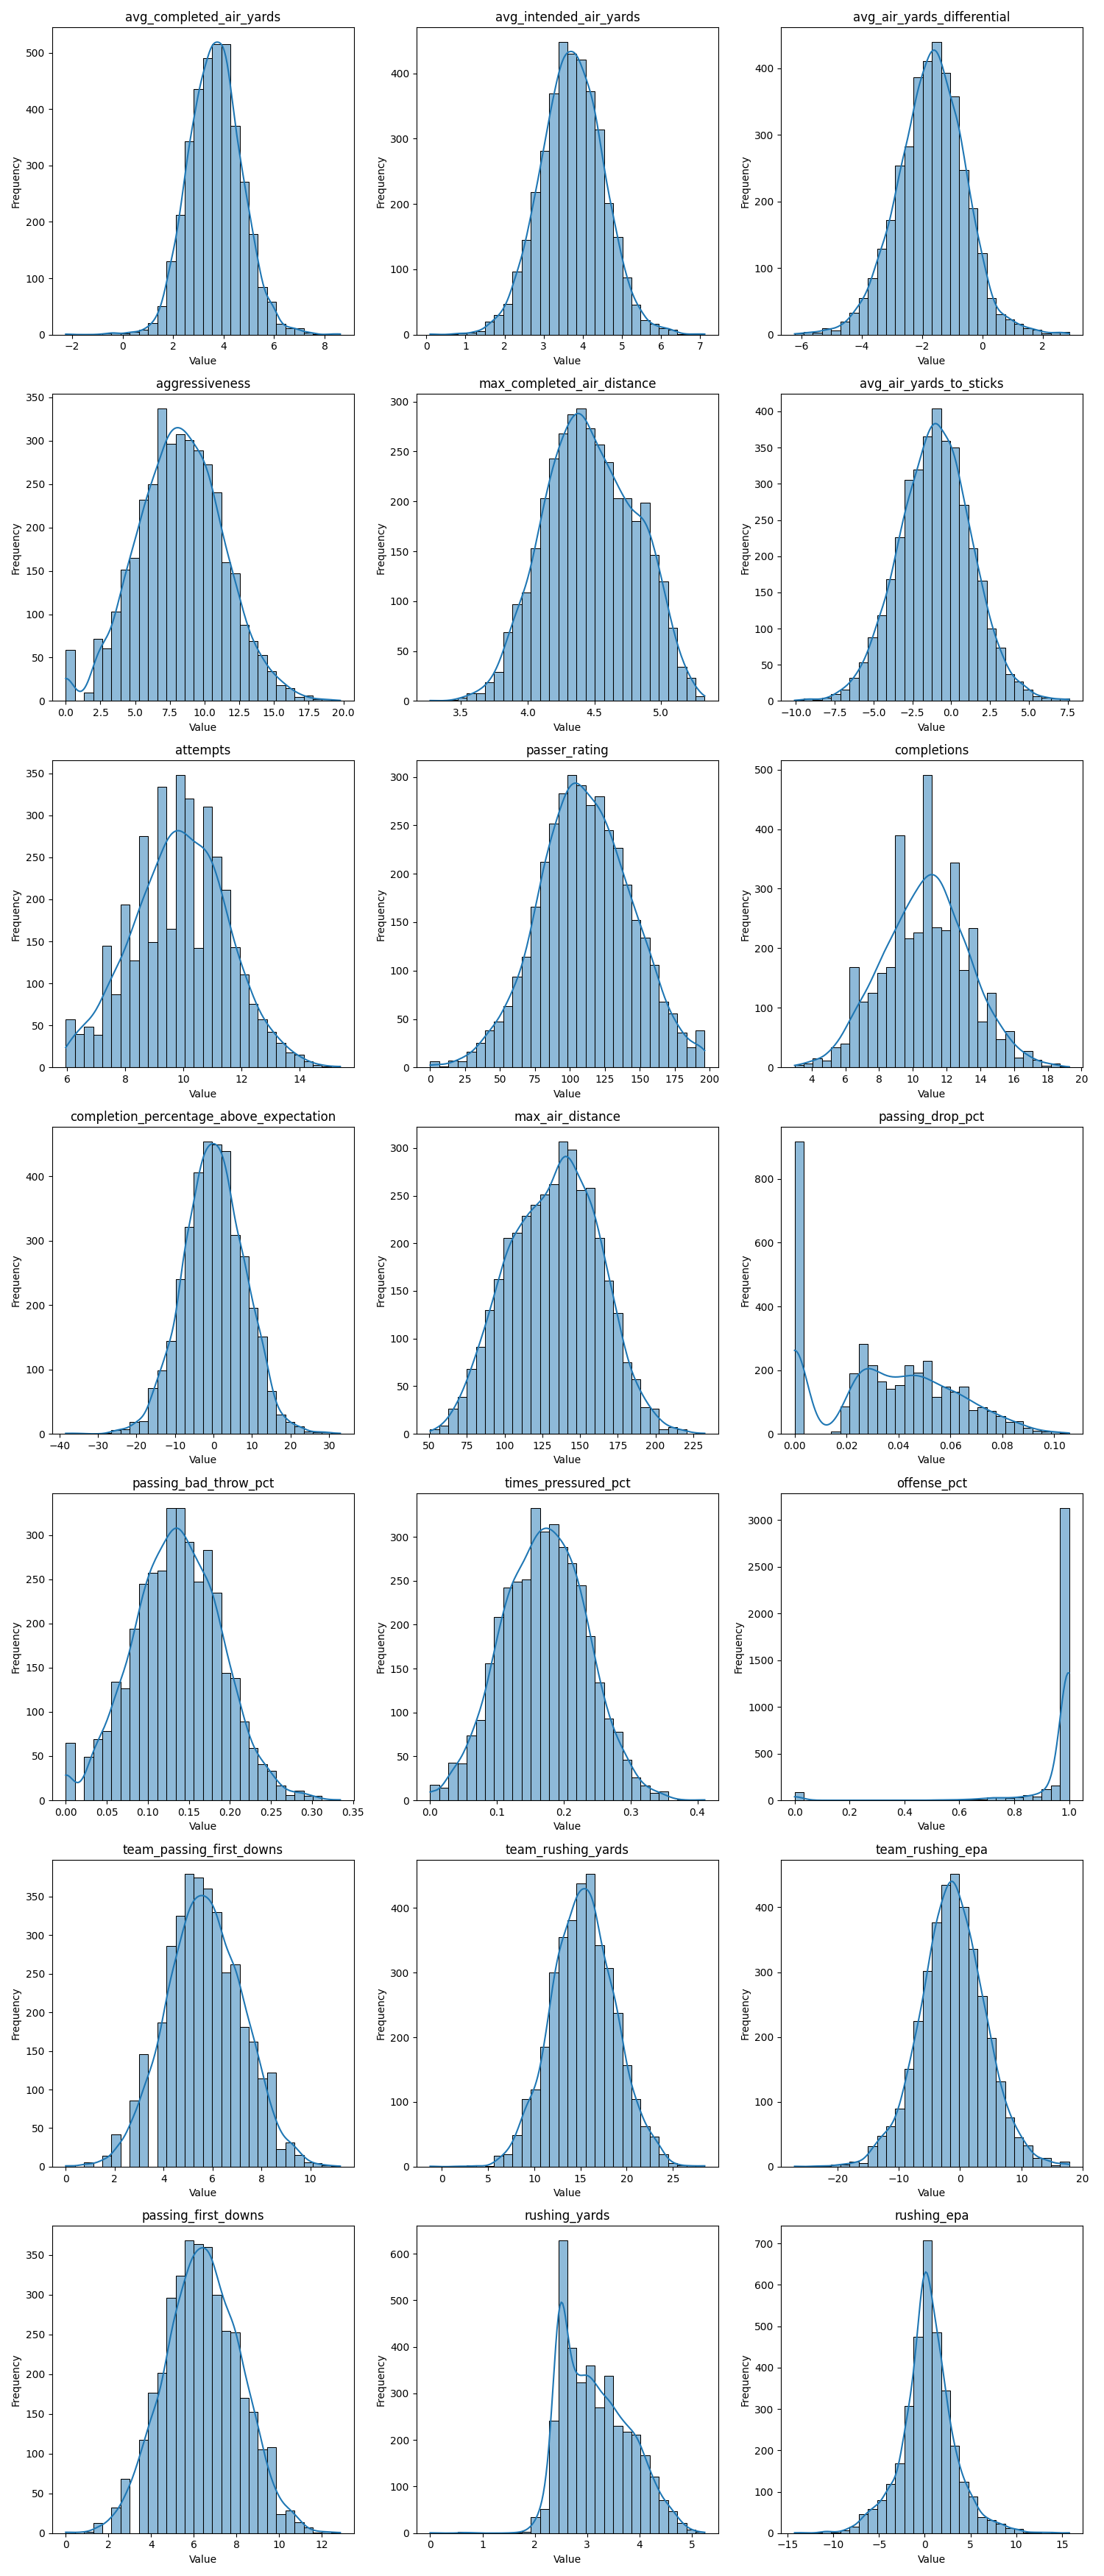 avg_completed_air_yards avg_intended_air_yards avg_air_yards_differential
500 400 300 200 100 0
Frequency
−2 0 2 4 6 8
Value
400 300 200 100 0
Frequency
0 1 2 3 4 5 6 7
Value
400 300 200 100 0
Frequency
−6 −4 −2 0 2
Value
aggressiveness max_completed_air_distance avg_air_yards_to_sticks
350 300 250 200 150 100 50 0
Frequency
0.0 2.5 5.0 7.5 10.0 12.5 15.0 17.5 20.0
Value
300 250 200 150 100 50 0
Frequency
3.5 4.0 4.5 5.0
Value
400 350 300 250 200 150 100 50 0
Frequency
−10.0 −7.5 −5.0 −2.5 0.0 2.5 5.0 7.5
Value
attempts passer_rating completions
350 300 250 200 150 100 50 0
Frequency
6 8 10 12 14
Value
300 250 200 150 100 50 0
Frequency
0 25 50 75 100 125 150 175 200
Value
500 400 300 200 100 0
Frequency
4 6 8 10 12 14 16 18 20
Value
completion_percentage_above_expectation max_air_distance passing_drop_pct
400 300 200 100 0
Frequency
−40 −30 −20 −10 0 10 20 30
Value
300 250 200 150 100 50 0
Frequency
50 75 100 125 150 175 200 225
Value
800 600 400 200 0
Frequency
0.00 0.02 0.04 0.06 0.08 0.10
Value
passing_bad_throw_pct times_pressured_pct offense_pct
300 250 200 150 100 50 0
Frequency
0.00 0.05 0.10 0.15 0.20 0.25 0.30 0.35
Value
300 250 200 150 100 50 0
Frequency
0.0 0.1 0.2 0.3 0.4
Value
3000 2500 2000 1500 1000 500 0
Frequency
0.0 0.2 0.4 0.6 0.8 1.0
Value
team_passing_first_downs team_rushing_yards team_rushing_epa
350 300 250 200 150 100 50 0
Frequency
0 2 4 6 8 10
Value
400 300 200 100 0
Frequency
0 5 10 15 20 25
Value
400 300 200 100 0
Frequency
−20 −10 0 10 20
Value
passing_first_downs rushing_yards rushing_epa
350 300 250 200 150 100 50 0
Frequency
0 2 4 6 8 10 12
Value
600 500 400 300 200 100 0
Frequency
0 1 2 3 4 5
Value
700 600 500 400 300 200 100 0
Frequency
−15 −10 −5 0 5 10 15
Value